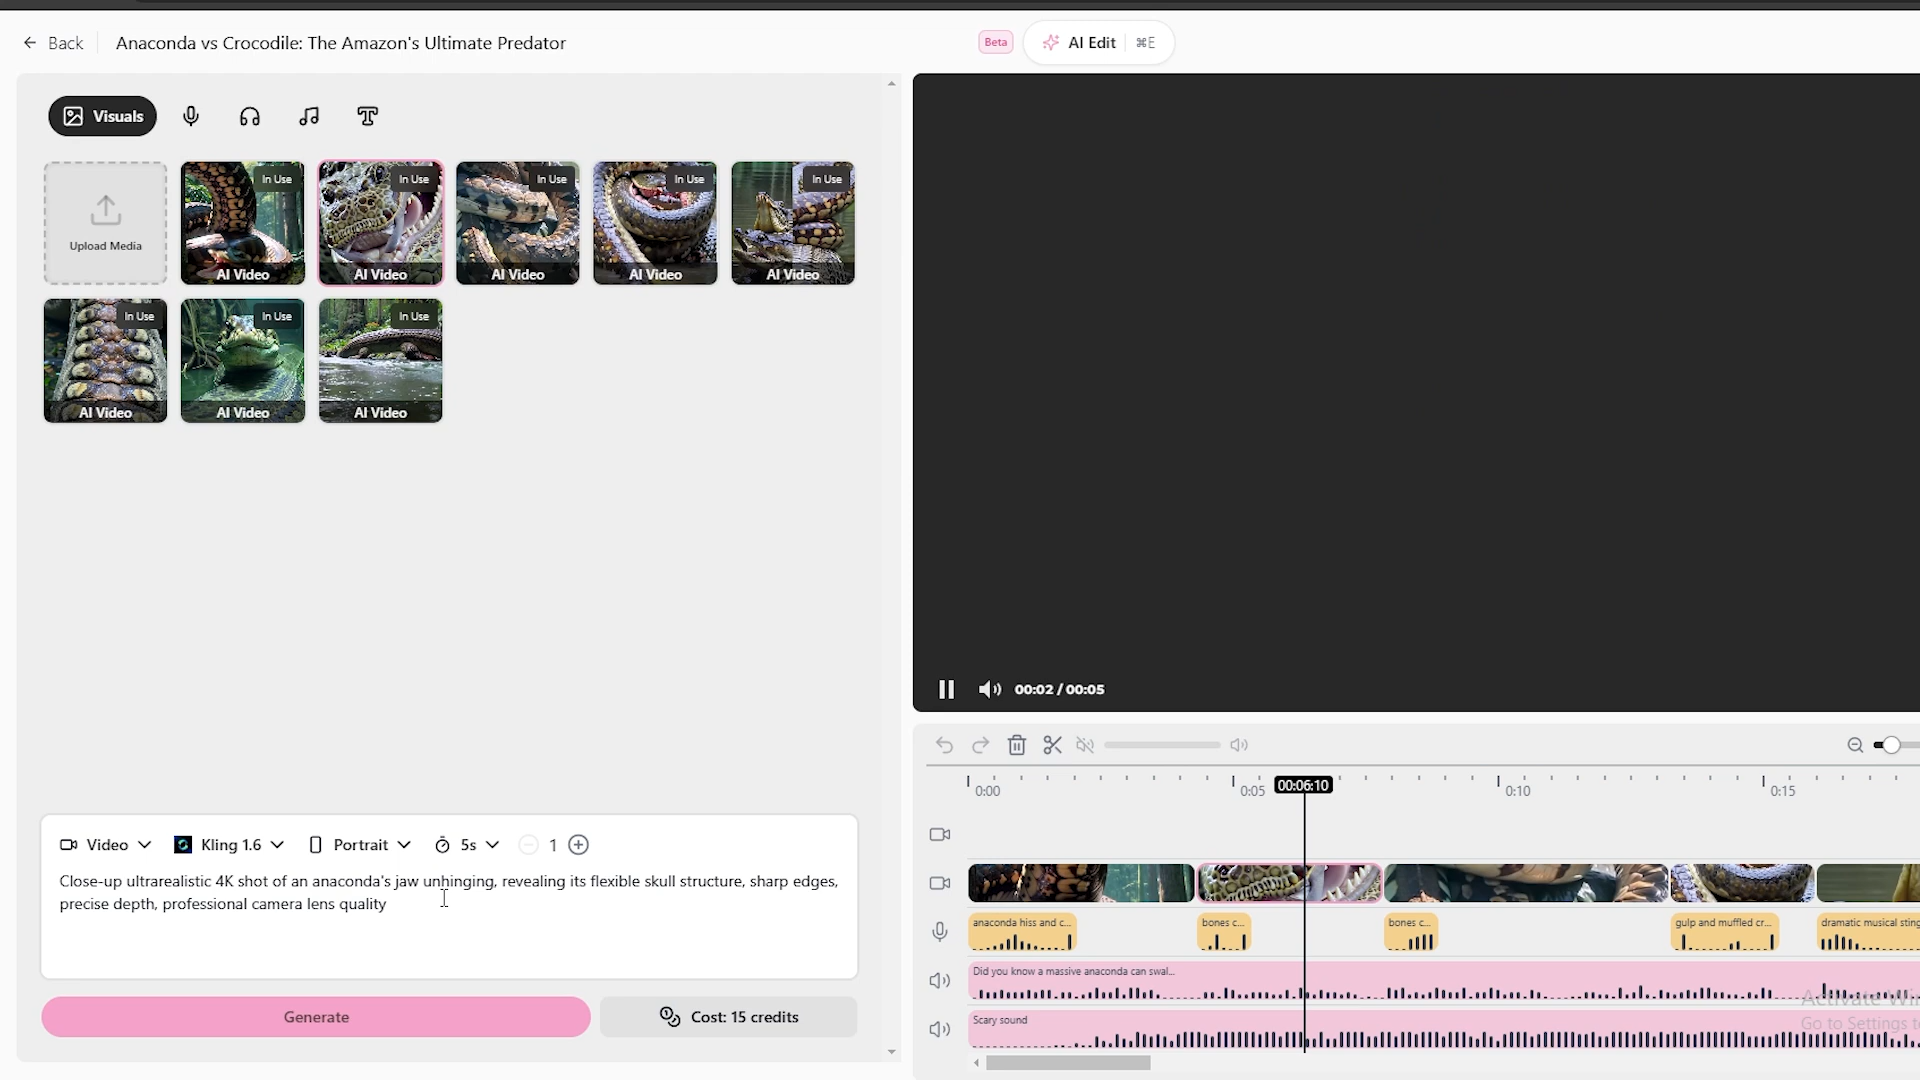 Back
Anaconda vs Crocodile: The Amazon's Ultimate Predator
Beta
AI Edit
⌘E
Visuals
Upload Media
In Use
AI Video
In Use
AI Video
In Use
AI Video
In Use
AI Video
In Use
AI Video
In Use
AI Video
In Use
AI Video
In Use
AI Video
00:02 / 00:05
0:00
0:05
00:06:10
0:10
0:15
Video
Kling 1.6
Portrait
5s
1
Close-up ultrarealistic 4K shot of an anaconda's jaw unhinging, revealing its flexible skull structure, sharp edges,
precise depth, professional camera lens quality
Generate
Cost: 15 credits
anaconda hiss and c...
bones c...
bones c...
gulp and muffled cr...
dramatic musical sting
Did you know a massive anaconda can swal...
Scary sound
Activate Win
Go to Settings t